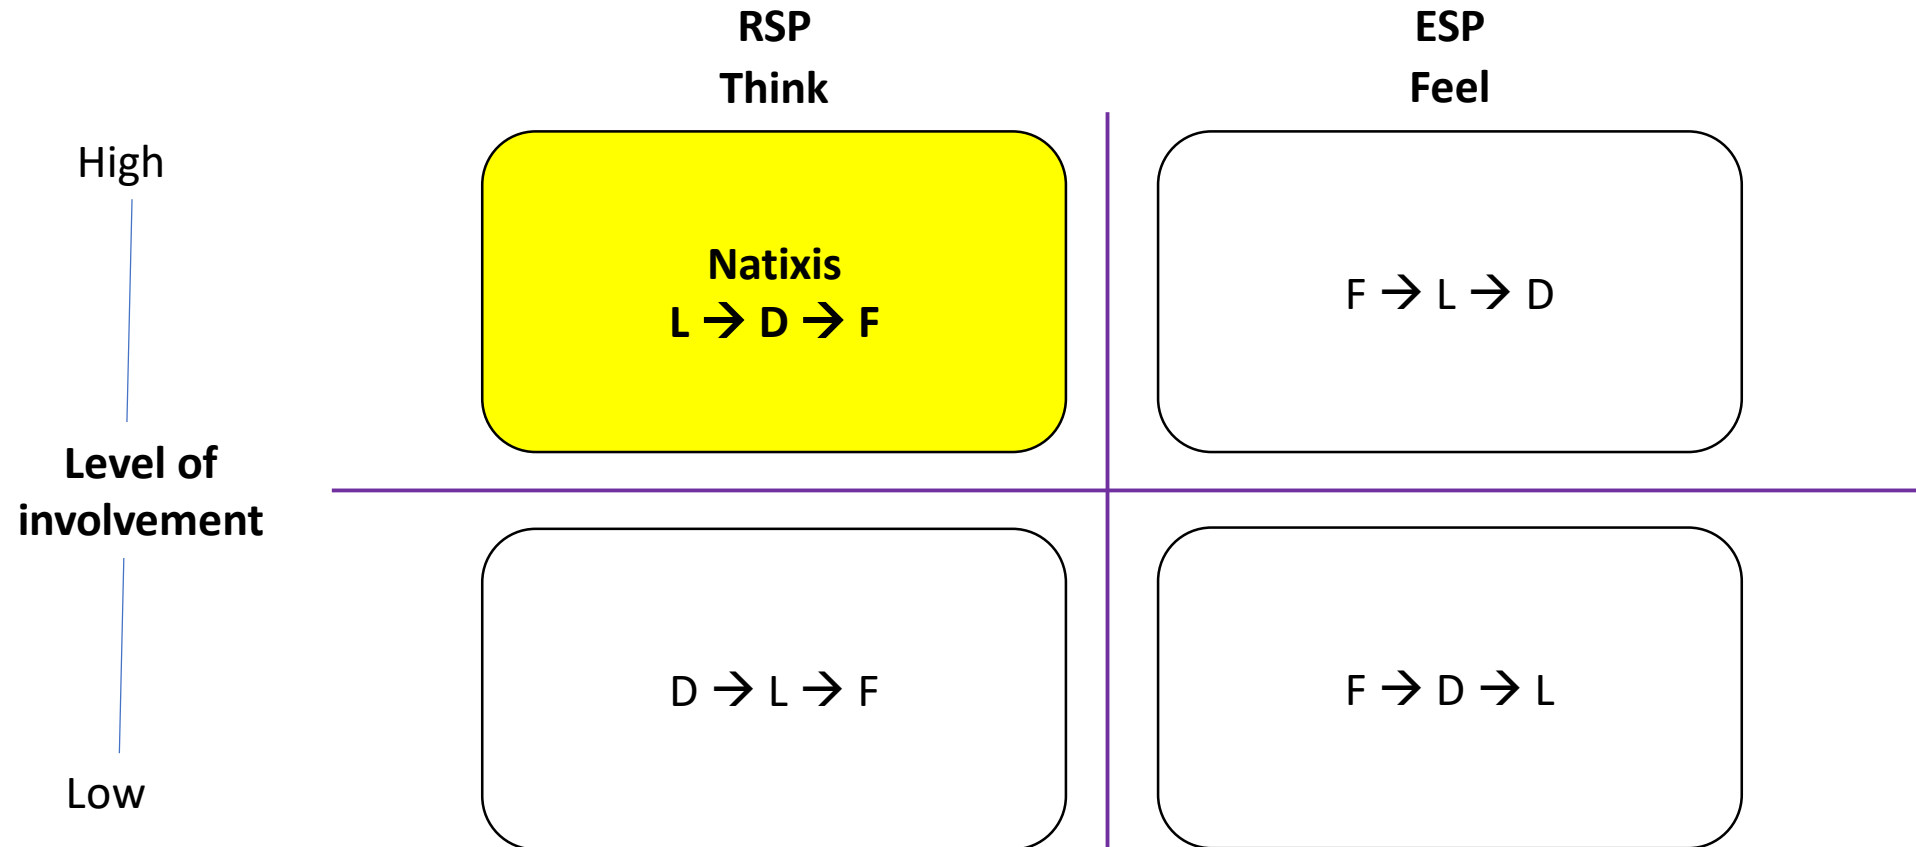 RSP
ESP
Think
Feel
High
Natixis
L → D → F
F → L → D
Level of
involvement
D → L → F
F → D → L
Low